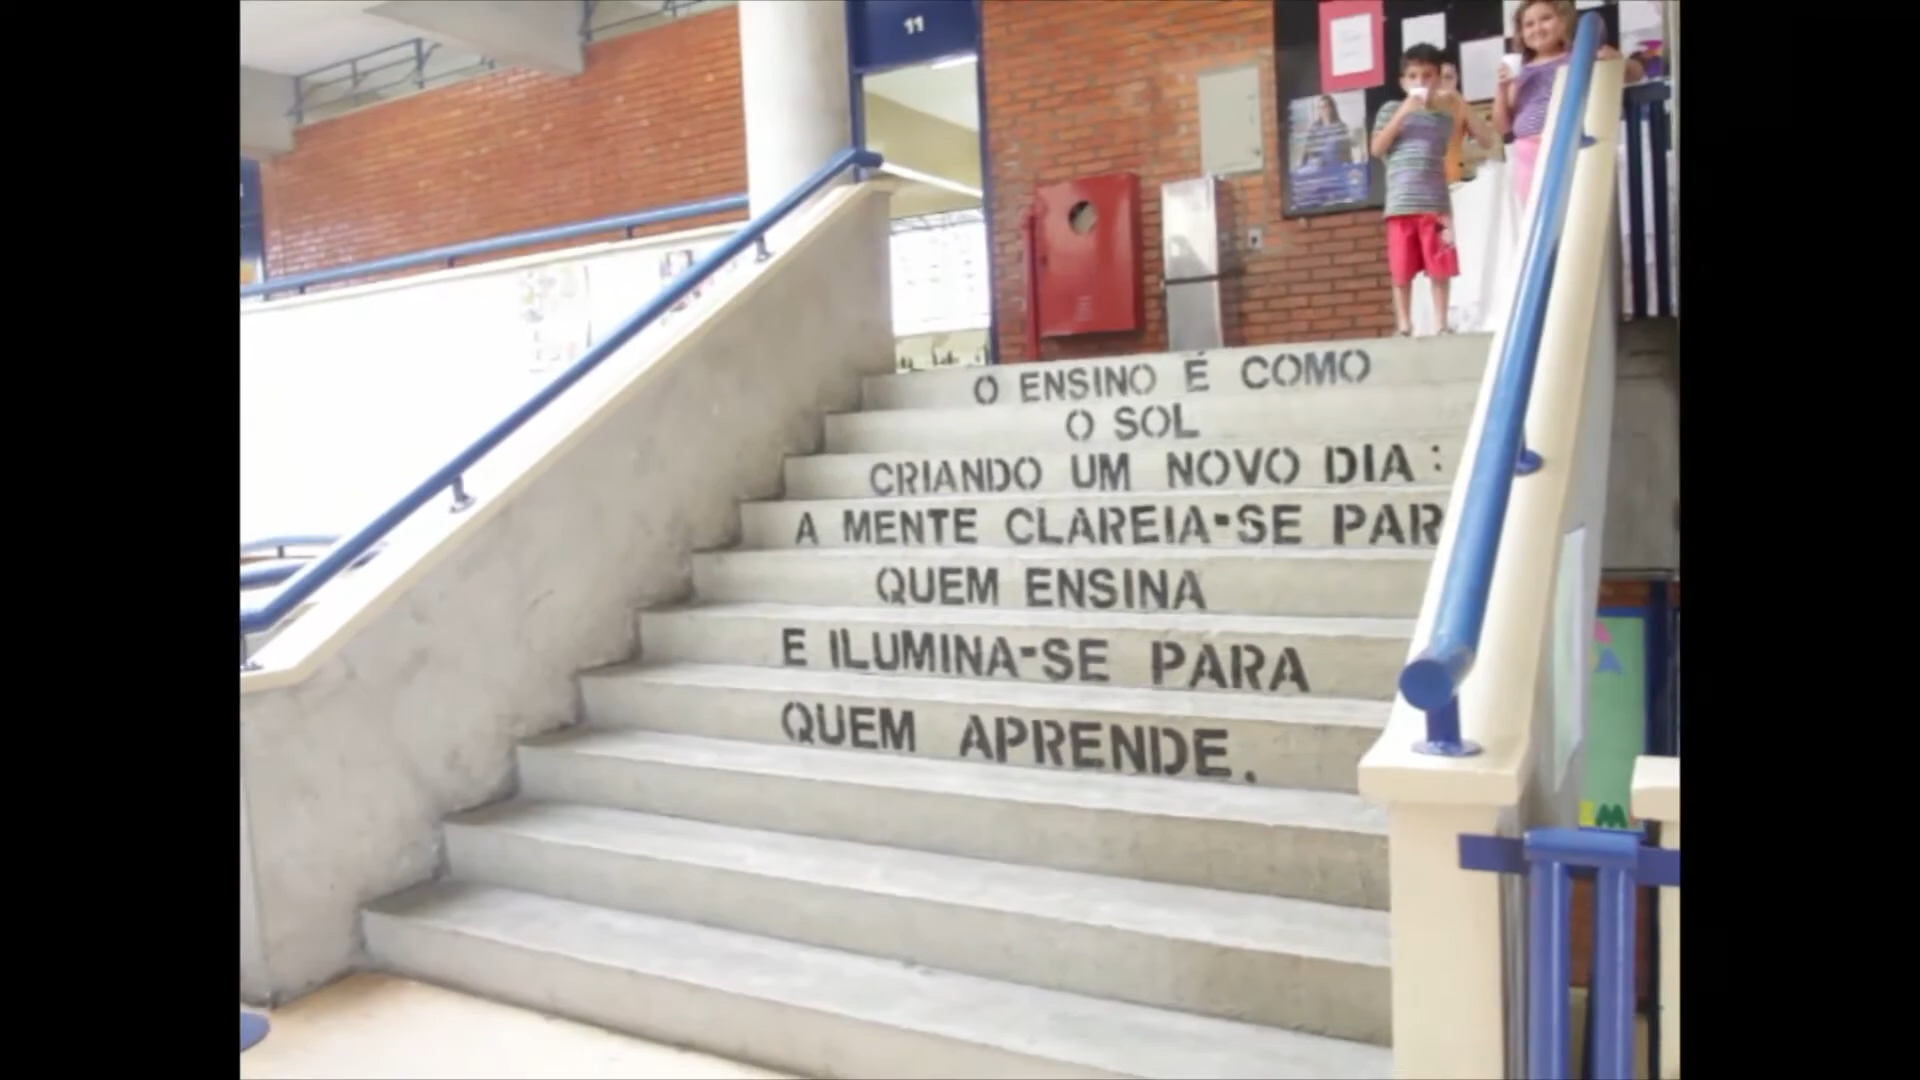 11
O ENSINO É COMO
O SOL
CRIANDO UM NOVO DIA:
A MENTE CLAREIA-SE PAR
QUEM ENSINA
E ILUMINA-SE PARA
QUEM APRENDE.